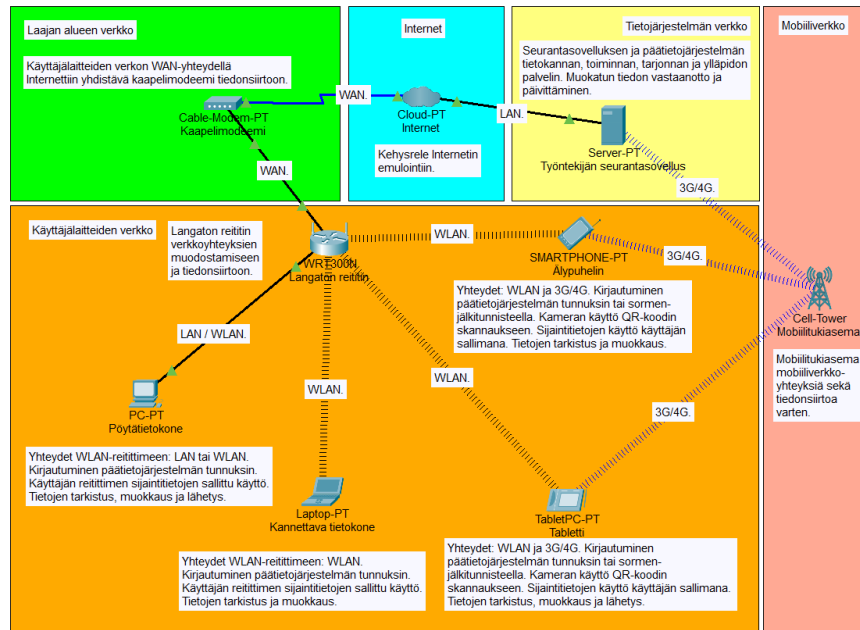 Laajan alueen verkko
Käyttäjälaitteiden verkon WAN-yhteydellä
Internettiin yhdistävä kaapelimodeemi tiedonsiirtoon.
Cable-Modem-PT
Kaapelimodeemi
WAN.
WAN.
Internet
Cloud-PT
Internet
Kehysrele Internetin
emulointiin.
LAN.
Tietojärjestelmän verkko
Seurantasovelluksen ja päätietojärjestelmän
tietokannan, toiminnan, tarjonnan ja ylläpidon
palvelin. Muokatun tiedon vastaanotto ja
päivittäminen.
Server-PT
Työntekijän seurantasovellus
3G/4G.
Mobiiliverkko
Käyttäjälaitteiden verkko
Langaton reititin
verkkoyhteyksien
muodostamiseen
ja tiedonsiirtoon.
WRT300N
Langaton reititin
WLAN.
SMARTPHONE-PT
Älypuhelin
3G/4G.
Yhteydet: WLAN ja 3G/4G. Kirjautuminen
päätietojärjestelmän tunnuksin tai sormen-
jälkitunnisteella. Kameran käyttö QR-koodin
skannaukseen. Sijaintitietojen käyttö käyttäjän
sallimana. Tietojen tarkistus ja muokkaus.
Cell-Tower
Mobiilitukiasema
Mobiilitukiasema
mobiiliverkko-
yhteyksiä sekä
tiedonsiirtoa
varten.
LAN / WLAN.
WLAN.
WLAN.
3G/4G.
PC-PT
Pöytätietokone
Yhteydet WLAN-reitittimeen: LAN tai WLAN.
Kirjautuminen päätietojärjestelmän tunnuksin.
Käyttäjän reitittimen sijaintitietojen sallittu käyttö.
Tietojen tarkistus, muokkaus ja lähetys.
Laptop-PT
Kannettava tietokone
Yhteydet WLAN-reitittimeen: WLAN.
Kirjautuminen päätietojärjestelmän tunnuksin.
Käyttäjän reitittimen sijaintitietojen sallittu käyttö.
Tietojen tarkistus ja muokkaus.
TabletPC-PT
Tabletti
Yhteydet: WLAN ja 3G/4G. Kirjautuminen
päätietojärjestelmän tunnuksin tai sormen-
jälkitunnisteella. Kameran käyttö QR-koodin
skannaukseen. Sijaintitietojen käyttö käyttäjän sallimana.
Tietojen tarkistus, muokkaus ja lähetys.